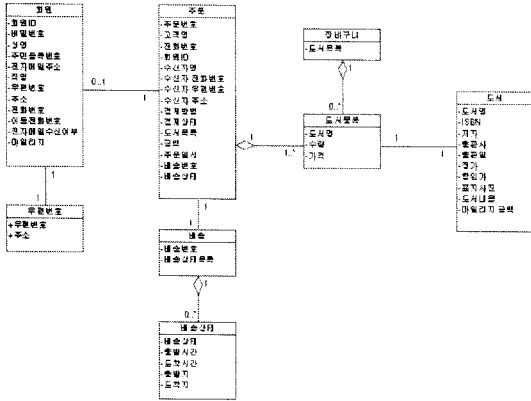 회원
-회원ID
-비밀번호
-성명
-주민등록번호
-전자메일주소
-직업
-우편번호
-주소
-전화번호
-이동전화번호
-전자메일수신여부
-마일리지
0..1
1
1
1
우편번호
+우편번호
+주소
주문
-주문번호
-고객명
-전화번호
-회원ID
-수신자명
-수신자 전화번호
-수신자 우편번호
-수신자 주소
-결제방법
-결제상태
-도서목록
-금액
-주문일시
-배송번호
-배송상태
1
1..*
1
1
배송
-배송번호
-배송상태목록
1
0..*
배송상태
-배송상태
-출발시간
-도착시간
-출발지
-도착지
장바구니
-도서목록
1
0..*
도서품목
-도서명
-수량
-가격
1
1
도서
-도서명
-ISBN
-저자
-출판사
-출판일
-정가
-할인가
-표지사진
-도서내용
-마일리지 금액